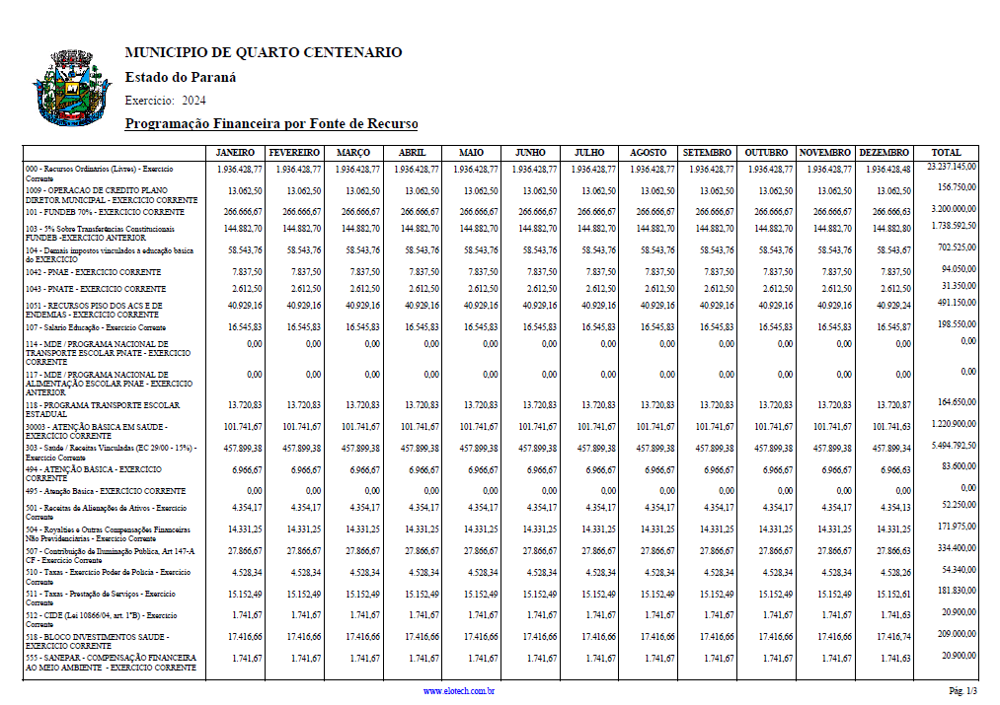 MUNICIPIO DE QUARTO CENTENARIO
Estado do Paraná
Exercício: 2024
Programação Financeira por Fonte de Recurso
JANEIRO FEVEREIRO MARÇO ABRIL MAIO JUNHO JULHO AGOSTO SETEMBRO OUTUBRO NOVEMBRO DEZEMBRO TOTAL
000 - Recursos Ordinários (Livres) - Exercício 1.936.428,77 1.936.428,77 1.936.428,77 1.936.428,77 1.936.428,77 1.936.428,77 1.936.428,77 1.936.428,77 1.936.428,77 1.936.428,77 1.936.428,77 1.936.428,48 23.237.145,00
Corrente
1009 - OPERACAO DE CREDITO PLANO 13.062,50 13.062,50 13.062,50 13.062,50 13.062,50 13.062,50 13.062,50 13.062,50 13.062,50 13.062,50 13.062,50 13.062,50 156.750,00
DIRETOR MUNICIPAL - EXERCICIO CORRENTE
101 - FUNDEB 70% - EXERCICIO CORRENTE 266.666,67 266.666,67 266.666,67 266.666,67 266.666,67 266.666,67 266.666,67 266.666,67 266.666,67 266.666,67 266.666,67 266.666,63 3.200.000,00
103 - 5% Sobre Transferências Constitucionais 144.882,70 144.882,70 144.882,70 144.882,70 144.882,70 144.882,70 144.882,70 144.882,70 144.882,70 144.882,70 144.882,70 144.882,80 1.738.592,50
FUNDEB -EXERCICIO ANTERIOR
104 - Demais impostos vinculados à educação básica 58.543,76 58.543,76 58.543,76 58.543,76 58.543,76 58.543,76 58.543,76 58.543,76 58.543,76 58.543,76 58.543,76 58.543,67 702.525,00
do EXERCICIO
1042 - PNAE - EXERCICIO CORRENTE 7.837,50 7.837,50 7.837,50 7.837,50 7.837,50 7.837,50 7.837,50 7.837,50 7.837,50 7.837,50 7.837,50 7.837,50 94.050,00
1043 - PNATE - EXERCICIO CORRENTE 2.612,50 2.612,50 2.612,50 2.612,50 2.612,50 2.612,50 2.612,50 2.612,50 2.612,50 2.612,50 2.612,50 2.612,50 31.350,00
1051 - RECURSOS PISO DOS ACS E DE 40.929,16 40.929,16 40.929,16 40.929,16 40.929,16 40.929,16 40.929,16 40.929,16 40.929,16 40.929,16 40.929,16 40.929,24 491.150,00
ENDEMIAS - EXERCICIO CORRENTE
107 - Salário Educação - Exercício Corrente 16.545,83 16.545,83 16.545,83 16.545,83 16.545,83 16.545,83 16.545,83 16.545,83 16.545,83 16.545,83 16.545,83 16.545,87 198.550,00
114 - MDE / PROGRAMA NACIONAL DE 0,00 0,00 0,00 0,00 0,00 0,00 0,00 0,00 0,00 0,00 0,00 0,00 0,00
TRANSPORTE ESCOLAR PNATE - EXERCICIO
CORRENTE
117 - MDE / PROGRAMA NACIONAL DE 0,00 0,00 0,00 0,00 0,00 0,00 0,00 0,00 0,00 0,00 0,00 0,00 0,00
ALIMENTAÇÃO ESCOLAR PNAE - EXERCICIO
ANTERIOR
118 - PROGRAMA TRANSPORTE ESCOLAR 13.720,83 13.720,83 13.720,83 13.720,83 13.720,83 13.720,83 13.720,83 13.720,83 13.720,83 13.720,83 13.720,83 13.720,87 164.650,00
ESTADUAL
30003 - ATENÇÃO BÁSICA EM SAÚDE - 101.741,67 101.741,67 101.741,67 101.741,67 101.741,67 101.741,67 101.741,67 101.741,67 101.741,67 101.741,67 101.741,67 101.741,63 1.220.900,00
EXERCÍCIO CORRENTE
303 - Saúde / Receitas Vinculadas (EC 29/00 - 15%) - 457.899,38 457.899,38 457.899,38 457.899,38 457.899,38 457.899,38 457.899,38 457.899,38 457.899,38 457.899,38 457.899,38 457.899,34 5.494.792,50
Exercício Corrente
494 - ATENÇÃO BÁSICA - EXERCICIO 6.966,67 6.966,67 6.966,67 6.966,67 6.966,67 6.966,67 6.966,67 6.966,67 6.966,67 6.966,67 6.966,67 6.966,63 83.600,00
CORRENTE
495 - Atenção Básica - EXERCICIO CORRENTE 0,00 0,00 0,00 0,00 0,00 0,00 0,00 0,00 0,00 0,00 0,00 0,00 0,00
501 - Receitas de Alienações de Ativos - Exercício 4.354,17 4.354,17 4.354,17 4.354,17 4.354,17 4.354,17 4.354,17 4.354,17 4.354,17 4.354,17 4.354,17 4.354,13 52.250,00
Corrente
504 - Royalties e Outras Compensações Financeiras 14.331,25 14.331,25 14.331,25 14.331,25 14.331,25 14.331,25 14.331,25 14.331,25 14.331,25 14.331,25 14.331,25 14.331,25 171.975,00
Não Previdenciárias - Exercício Corrente
507 - Contribuição de Iluminação Pública, Art 147-A 27.866,67 27.866,67 27.866,67 27.866,67 27.866,67 27.866,67 27.866,67 27.866,67 27.866,67 27.866,67 27.866,67 27.866,63 334.400,00
CF - Exercício Corrente
510 - Taxas - Exercício Poder de Polícia - Exercício 4.528,34 4.528,34 4.528,34 4.528,34 4.528,34 4.528,34 4.528,34 4.528,34 4.528,34 4.528,34 4.528,34 4.528,26 54.340,00
Corrente
511 - Taxas - Prestação de Serviços - Exercício 15.152,49 15.152,49 15.152,49 15.152,49 15.152,49 15.152,49 15.152,49 15.152,49 15.152,49 15.152,49 15.152,49 15.152,61 181.830,00
Corrente
512 - CIDE (Lei 10866/04, art. 1°B) - Exercício 1.741,67 1.741,67 1.741,67 1.741,67 1.741,67 1.741,67 1.741,67 1.741,67 1.741,67 1.741,67 1.741,67 1.741,63 20.900,00
Corrente
518 - BLOCO INVESTIMENTOS SAUDE - 17.416,66 17.416,66 17.416,66 17.416,66 17.416,66 17.416,66 17.416,66 17.416,66 17.416,66 17.416,66 17.416,66 17.416,74 209.000,00
EXERCICIO CORRENTE
555 - SANEPAR - COMPENSAÇÃO FINANCEIRA 1.741,67 1.741,67 1.741,67 1.741,67 1.741,67 1.741,67 1.741,67 1.741,67 1.741,67 1.741,67 1.741,67 1.741,63 20.900,00
AO MEIO AMBIENTE - EXERCICIO CORRENTE
www.elotech.com.br Pág. 1/3